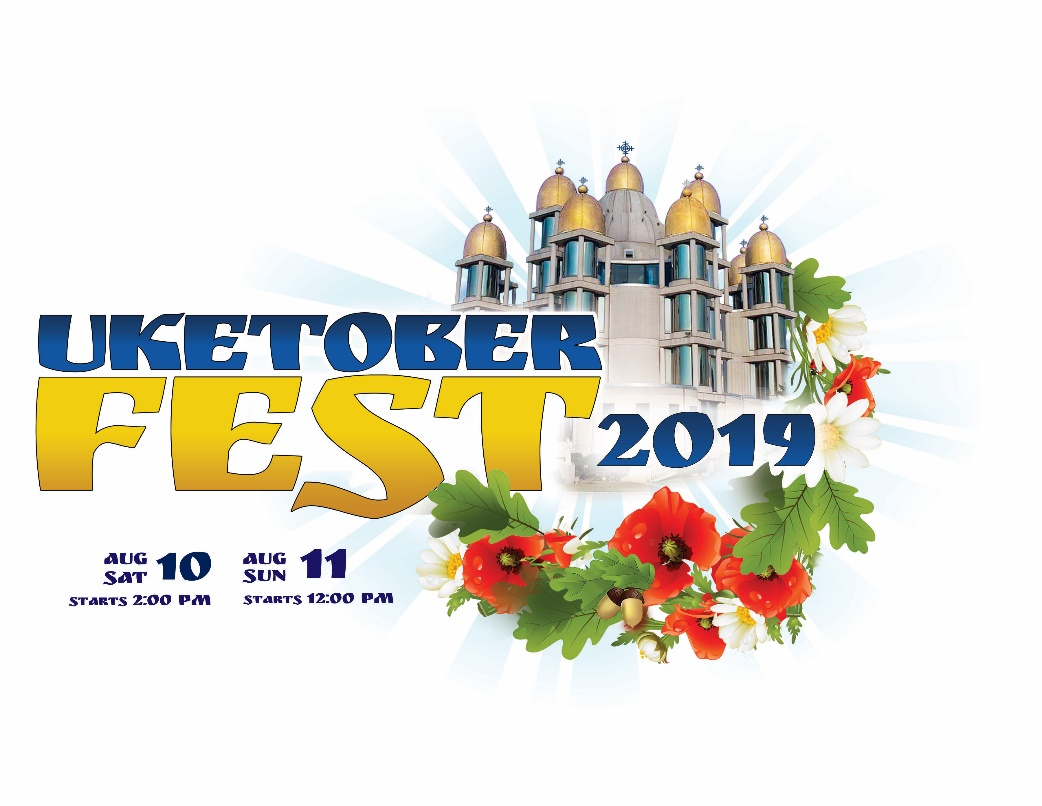 UKETOBER
FEST 2019
AUG SAT 10
STARTS 2:00 PM
AUG SUN 11
STARTS 12:00 PM